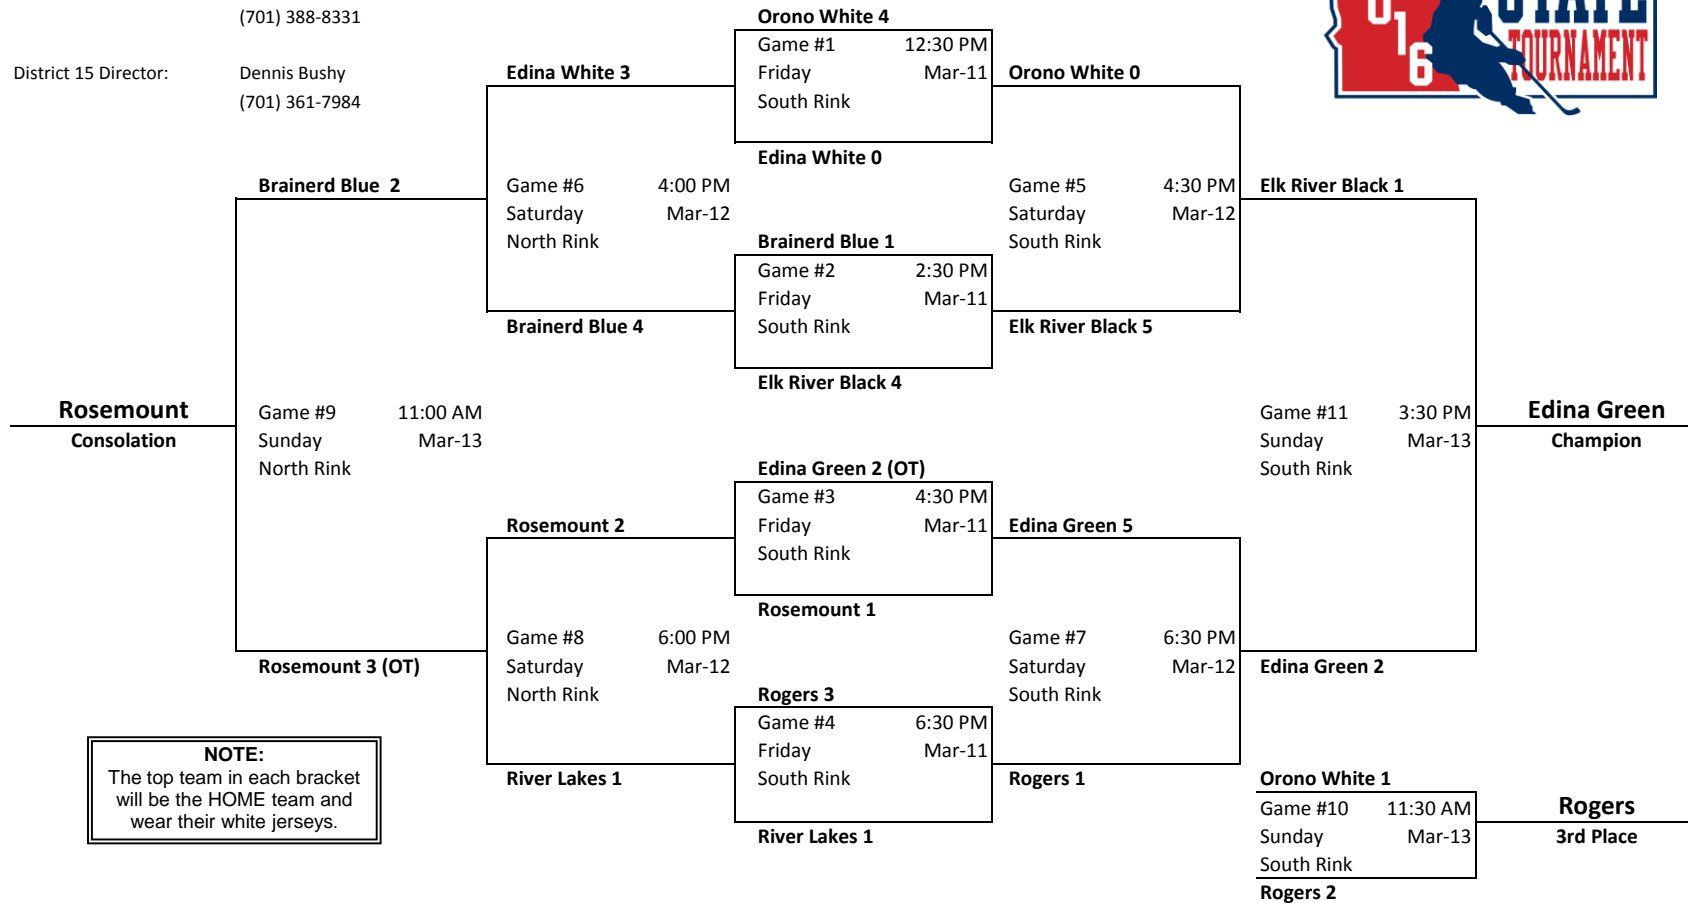 (701) 388-8331
Orono White 4
STATE
016
TOURNAMENT
Game #1 12:30 PM
District 15 Director: Dennis Bushy
Edina White 3
Friday Mar-11
Orono White 0
(701) 361-7984
South Rink
Edina White 0
Brainerd Blue 2
Game #6 4:00 PM
Game #5 4:30 PM
Elk River Black 1
Saturday Mar-12
Saturday Mar-12
North Rink
Brainerd Blue 1
South Rink
Game #2 2:30 PM
Friday Mar-11
Brainerd Blue 4
South Rink
Elk River Black 5
Elk River Black 4
Rosemount
Game #9 11:00 AM
Game #11 3:30 PM
Edina Green
Consolation
Sunday Mar-13
Sunday Mar-13
Champion
North Rink
Edina Green 2 (OT)
South Rink
Game #3 4:30 PM
Rosemount 2
Friday Mar-11
Edina Green 5
South Rink
Rosemount 1
Game #8 6:00 PM
Game #7 6:30 PM
Rosemount 3 (OT)
Saturday Mar-12
Saturday Mar-12
Edina Green 2
North Rink
Rogers 3
South Rink
Game #4 6:30 PM
Friday Mar-11
NOTE:
The top team in each bracket
will be the HOME team and
wear their white jerseys.
River Lakes 1
South Rink
Rogers 1
Orono White 1
Game #10 11:30 AM
Rogers
River Lakes 1
Sunday Mar-13
3rd Place
South Rink
Rogers 2